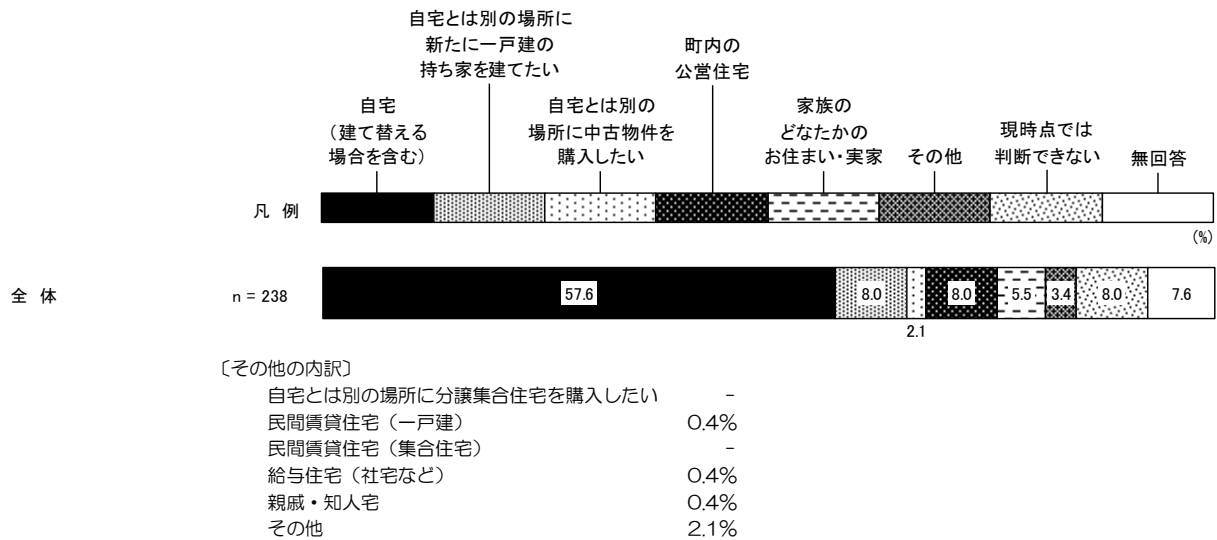 自宅とは別の場所に
新たに一戸建の
持ち家を建てたい
町内の
公営住宅
自宅
(建て替える
場合を含む)
自宅とは別の
場所に中古物件を
購入したい
家族の
どなたかの
お住まい・実家
その他
現時点では
判断できない
無回答
凡 例
(%)
全 体
n = 238
57.6
8.0
2.1
8.0
5.5
3.4
8.0
7.6
〔その他の内訳〕
自宅とは別の場所に分譲集合住宅を購入したい -
民間賃貸住宅(一戸建) 0.4%
民間賃貸住宅(集合住宅) -
給与住宅(社宅など) 0.4%
親戚・知人宅 0.4%
その他 2.1%